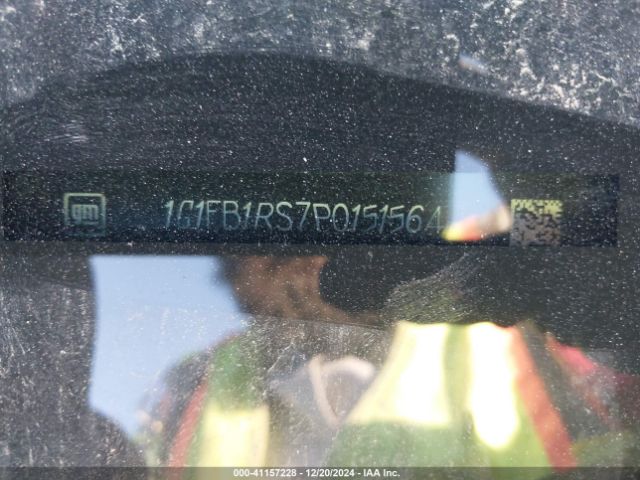 gm 1G1FB1RS7P0151564
000-41157228 - 12/20/2024 - IAA Inc.